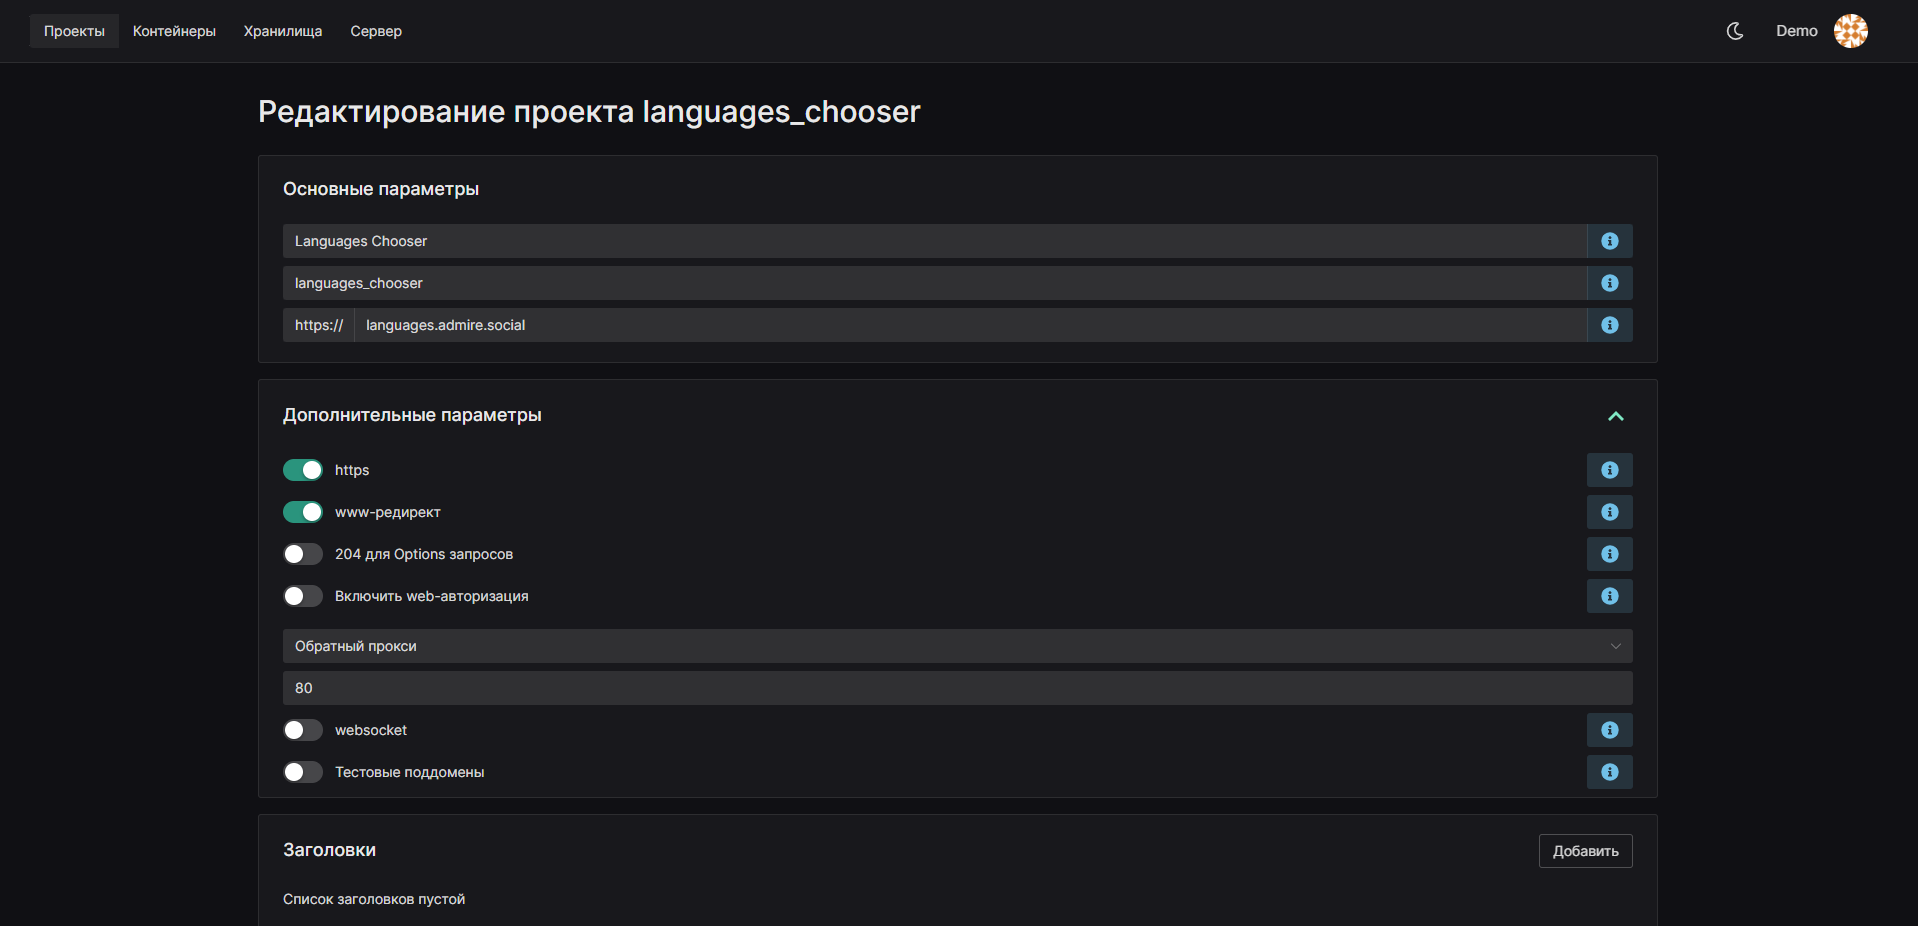 Проекты Контейнеры Хранилища Сервер Demo
Редактирование проекта languages_chooser
Основные параметры
Languages Chooser
languages_chooser
https:// languages.admire.social
Дополнительные параметры
https
www-редирект
204 для Options запросов
Включить web-авторизация
Обратный прокси
80
websocket
Тестовые поддомены
Заголовки Добавить
Список заголовков пустой